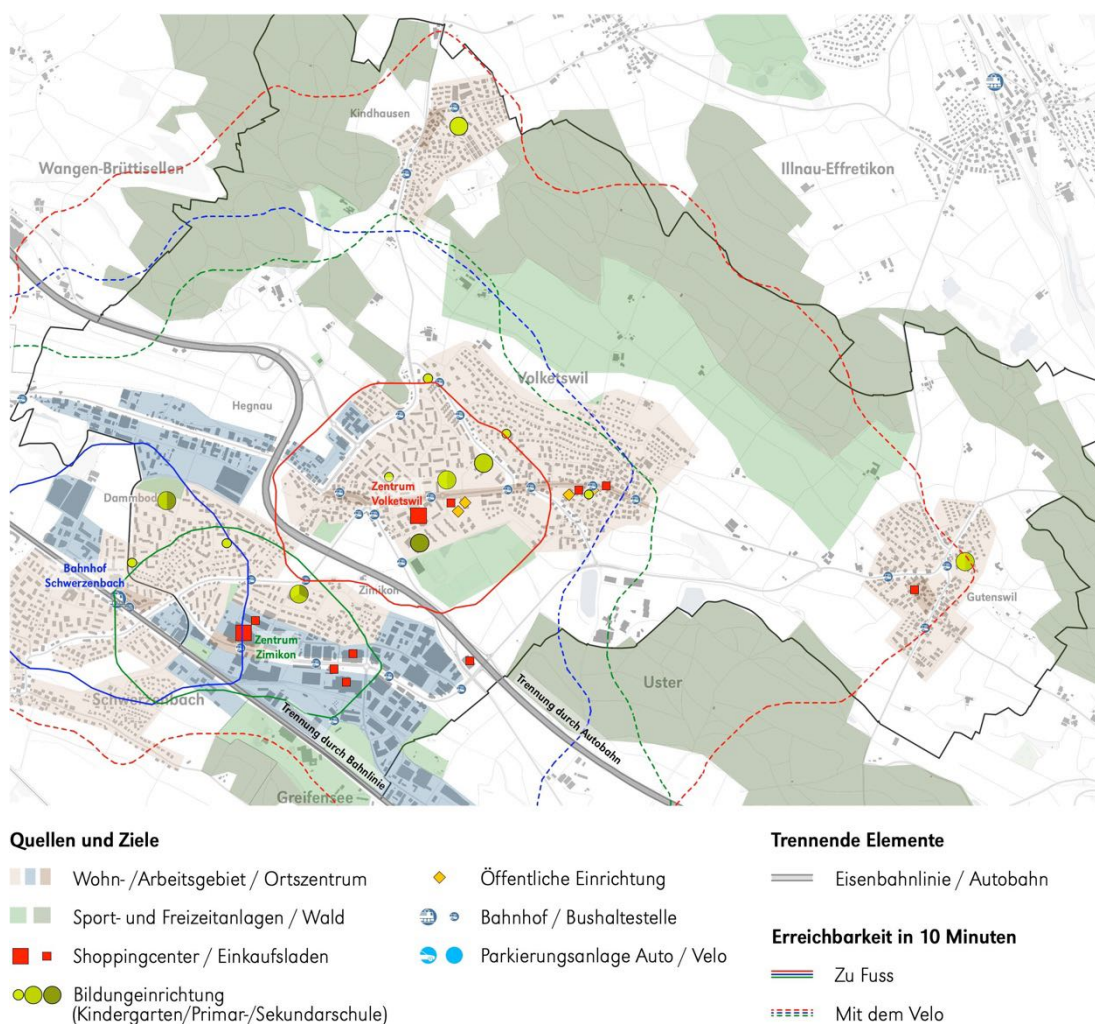 Kindhausen
Wangen-Brüttisellen
Illnau-Effretikon
Volketswil
Hegnau
Zentrum
Volketswil
Dammbod
Bahnhof
Schwerzenbach
Zimikon
Gutenswil
Zentrum
Zimikon
Uster
Schwerzenbach
Trennung durch Bahnlinie
Trennung durch Autobahn
Greifensee
Quellen und Ziele
Wohn- /Arbeitsgebiet / Ortszentrum
Sport- und Freizeitanlagen / Wald
Shoppingcenter / Einkaufsladen
Bildungeinrichtung
(Kindergarten/Primar-/Sekundarschule)
Öffentliche Einrichtung
Bahnhof / Bushaltestelle
Parkierungsanlage Auto / Velo
Trennende Elemente
Eisenbahnlinie / Autobahn
Erreichbarkeit in 10 Minuten
Zu Fuss
Mit dem Velo